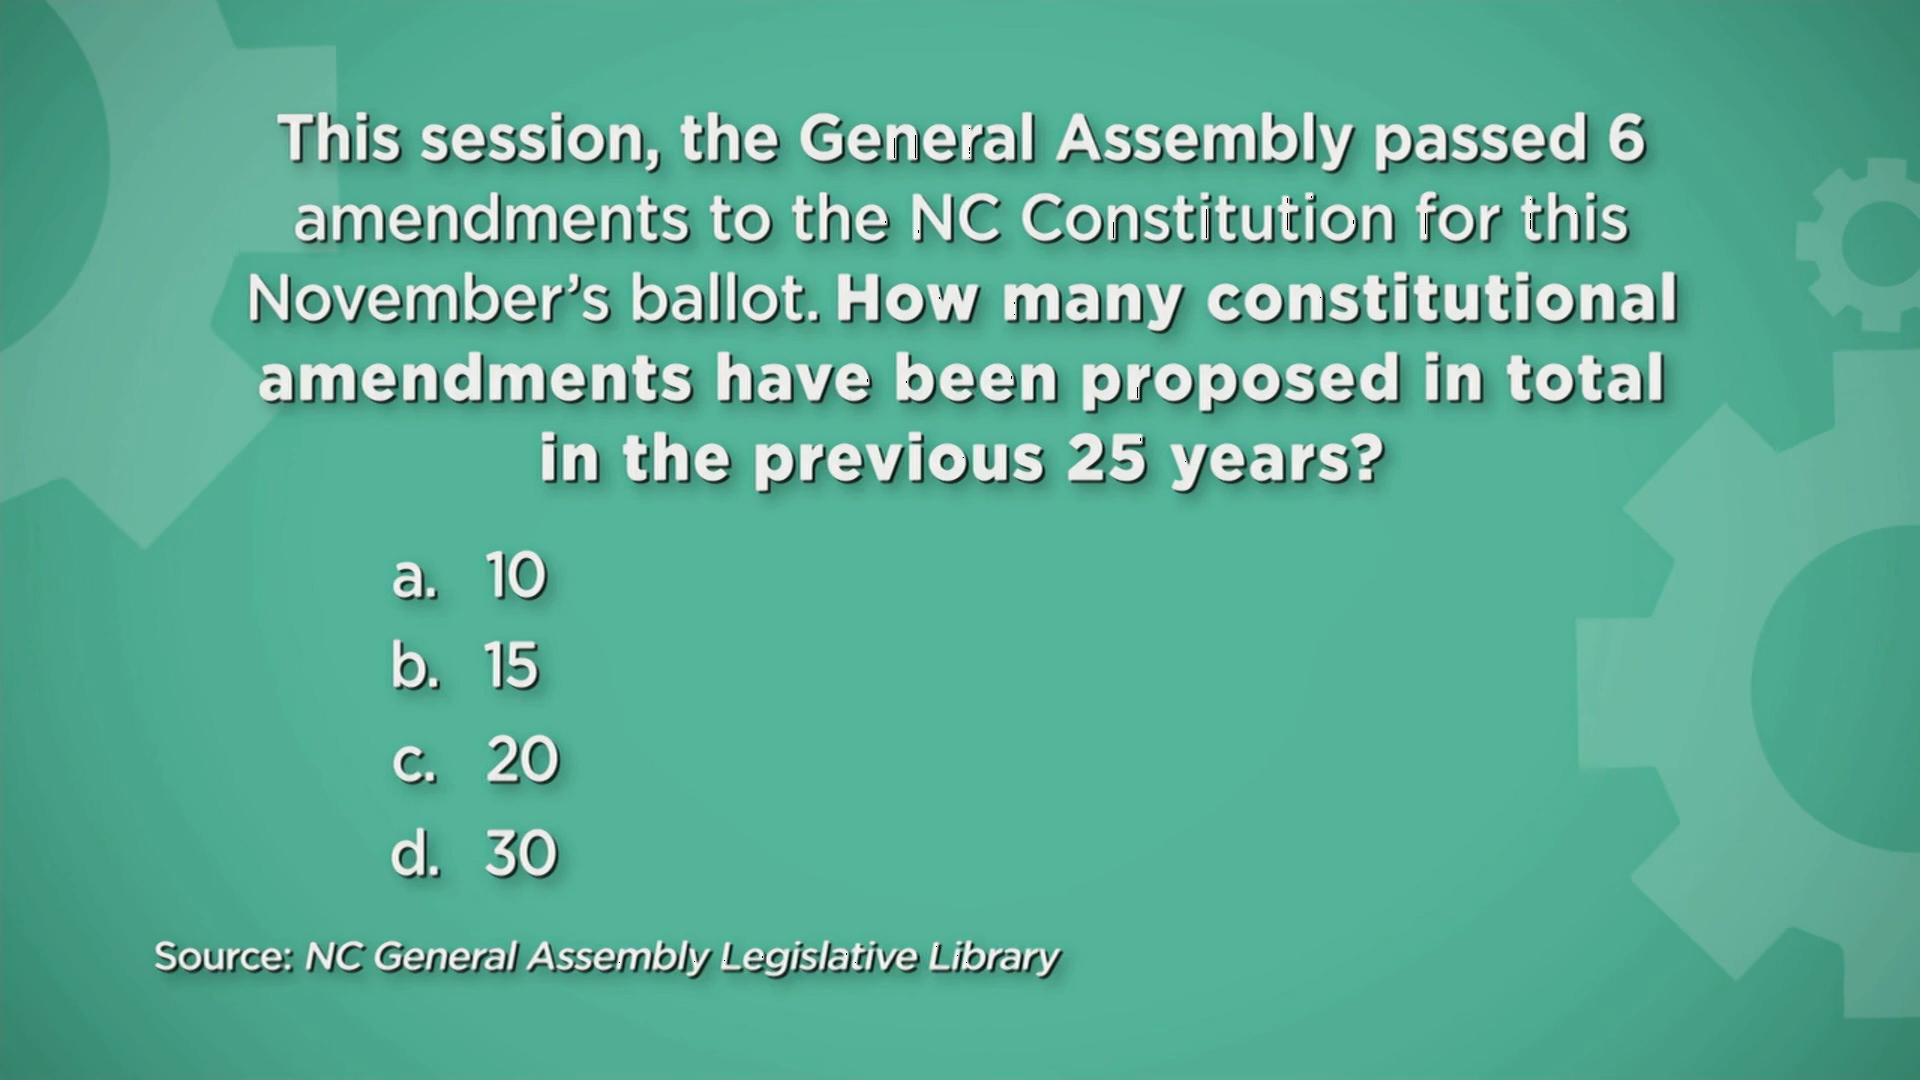 This session, the General Assembly passed 6
amendments to the NC Constitution for this
November's ballot. How many constitutional
amendments have been proposed in total
in the previous 25 years?
a. 10
b. 15
c. 20
d. 30
Source: NC General Assembly Legislative Library